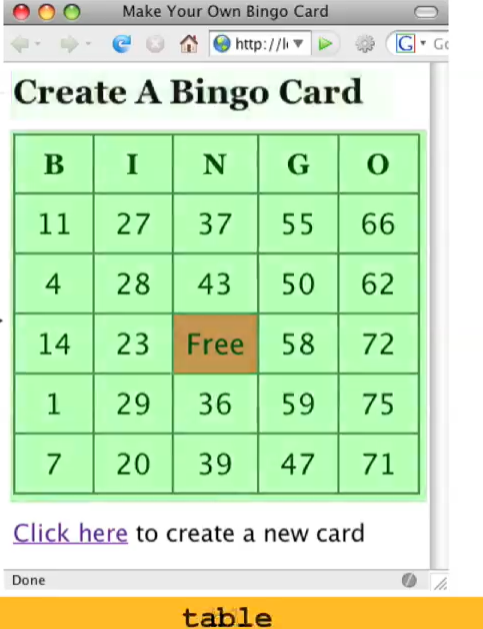 Make Your Own Bingo Card
http://l
G
Create A Bingo Card
B I N G O
11 27 37 55 66
4 28 43 50 62
14 23 Free 58 72
1 29 36 59 75
7 20 39 47 71
Click here to create a new card
Done
table